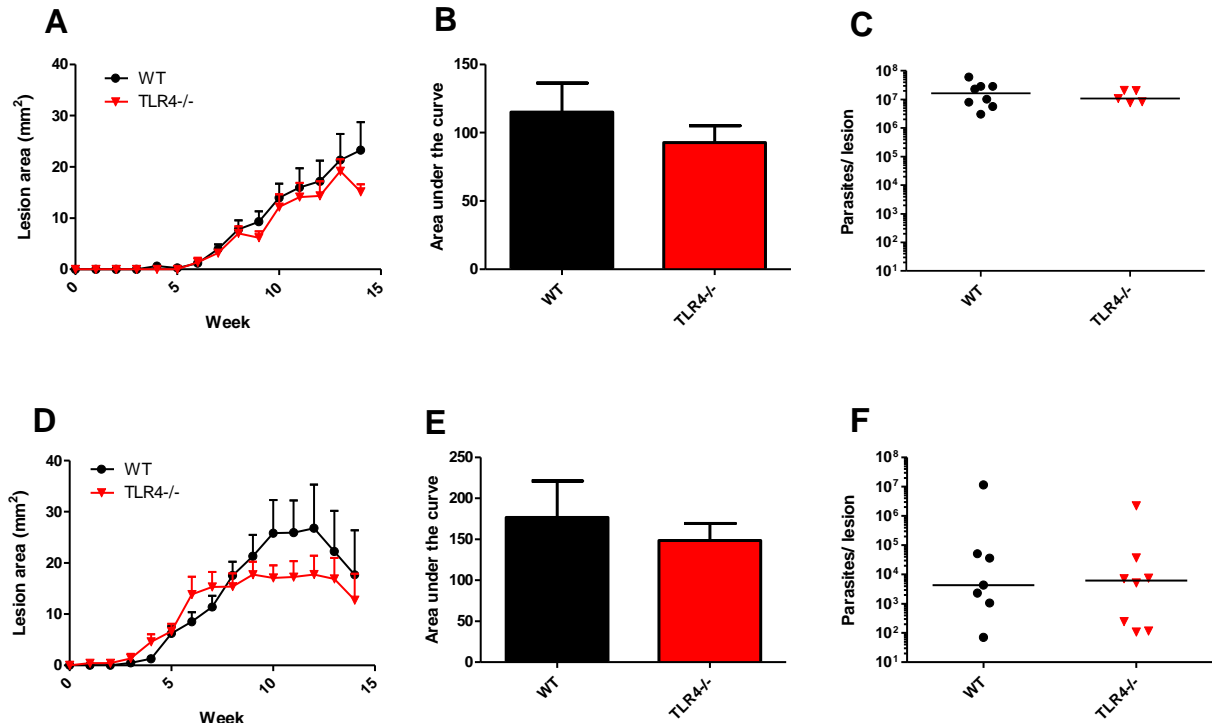 A
Lesion area (mm²)
40
30
20
10
0
WT
TLR4-/-
0
5
10
15
Week
B
Area under the curve
150
100
50
0
WT
TLR4-/-
C
Parasites/ lesion
10⁸
10⁷
10⁶
10⁵
10⁴
10³
10²
10¹
WT
TLR4-/-
D
Lesion area (mm²)
40
30
20
10
0
WT
TLR4-/-
0
5
10
15
Week
E
Area under the curve
250
200
150
100
50
0
WT
TLR4-/-
F
Parasites/ lesion
10⁸
10⁷
10⁶
10⁵
10⁴
10³
10²
10¹
WT
TLR4-/-